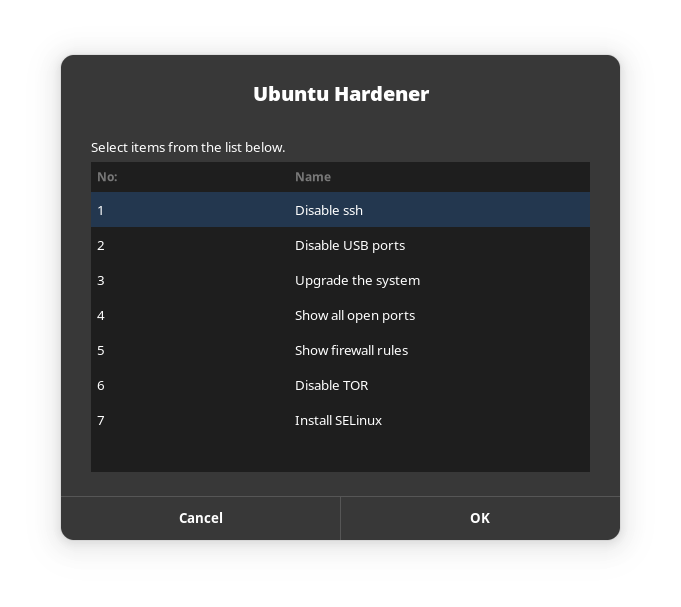 Ubuntu Hardener
Select items from the list below.
No: Name
1 Disable ssh
2 Disable USB ports
3 Upgrade the system
4 Show all open ports
5 Show firewall rules
6 Disable TOR
7 Install SELinux
Cancel OK